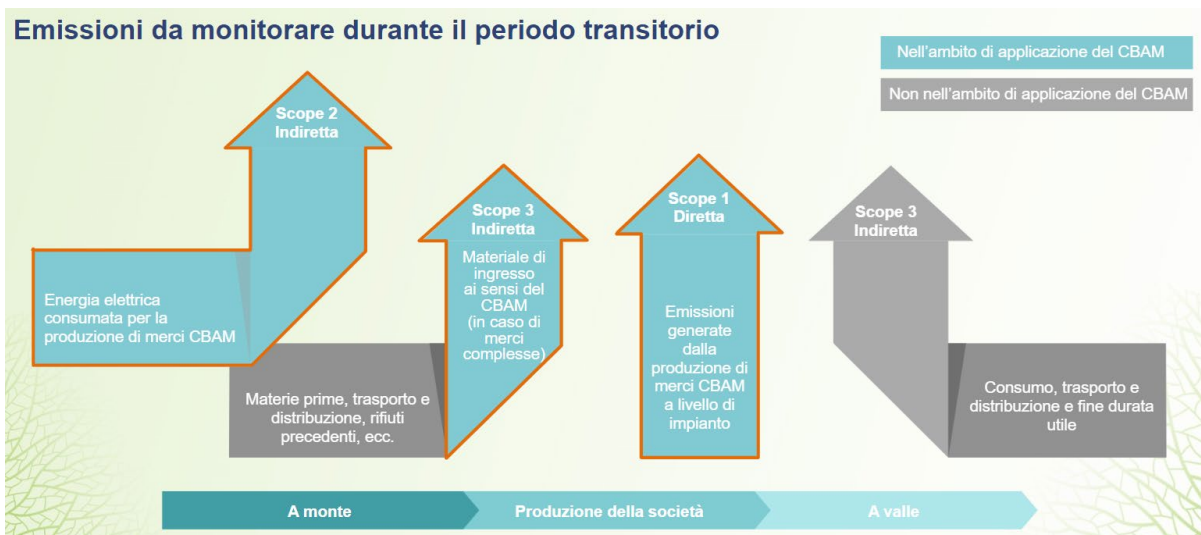 Emissioni da monitorare durante il periodo transitorio
Nell'ambito di applicazione del CBAM
Non nell'ambito di applicazione del CBAM
Scope 2
Indiretta
Energia elettrica
consumata per la
produzione di merci CBAM
Scope 3
Indiretta
Materiale di
ingresso
ai sensi del
CBAM
(in caso di
merci
complesse)
Materie prime, trasporto e
distribuzione, rifiuti
precedenti, ecc.
Scope 1
Diretta
Emissioni
generate
dalla
produzione di
merci CBAM
a livello di
impianto
Scope 3
Indiretta
Consumo, trasporto e
distribuzione e fine durata
utile
A monte
Produzione della società
A valle